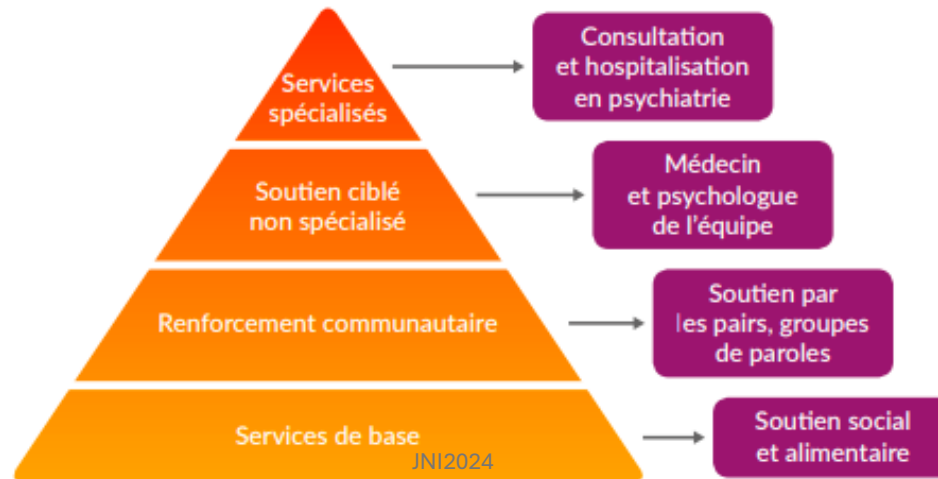 Services
spécialisés
Consultation
et hospitalisation
en psychiatrie
Soutien ciblé
non spécialisé
Médecin
et psychologue
de l'équipe
Renforcement communautaire
Soutien par
les pairs, groupes
de paroles
Services de base
Soutien social
et alimentaire
JNI2024